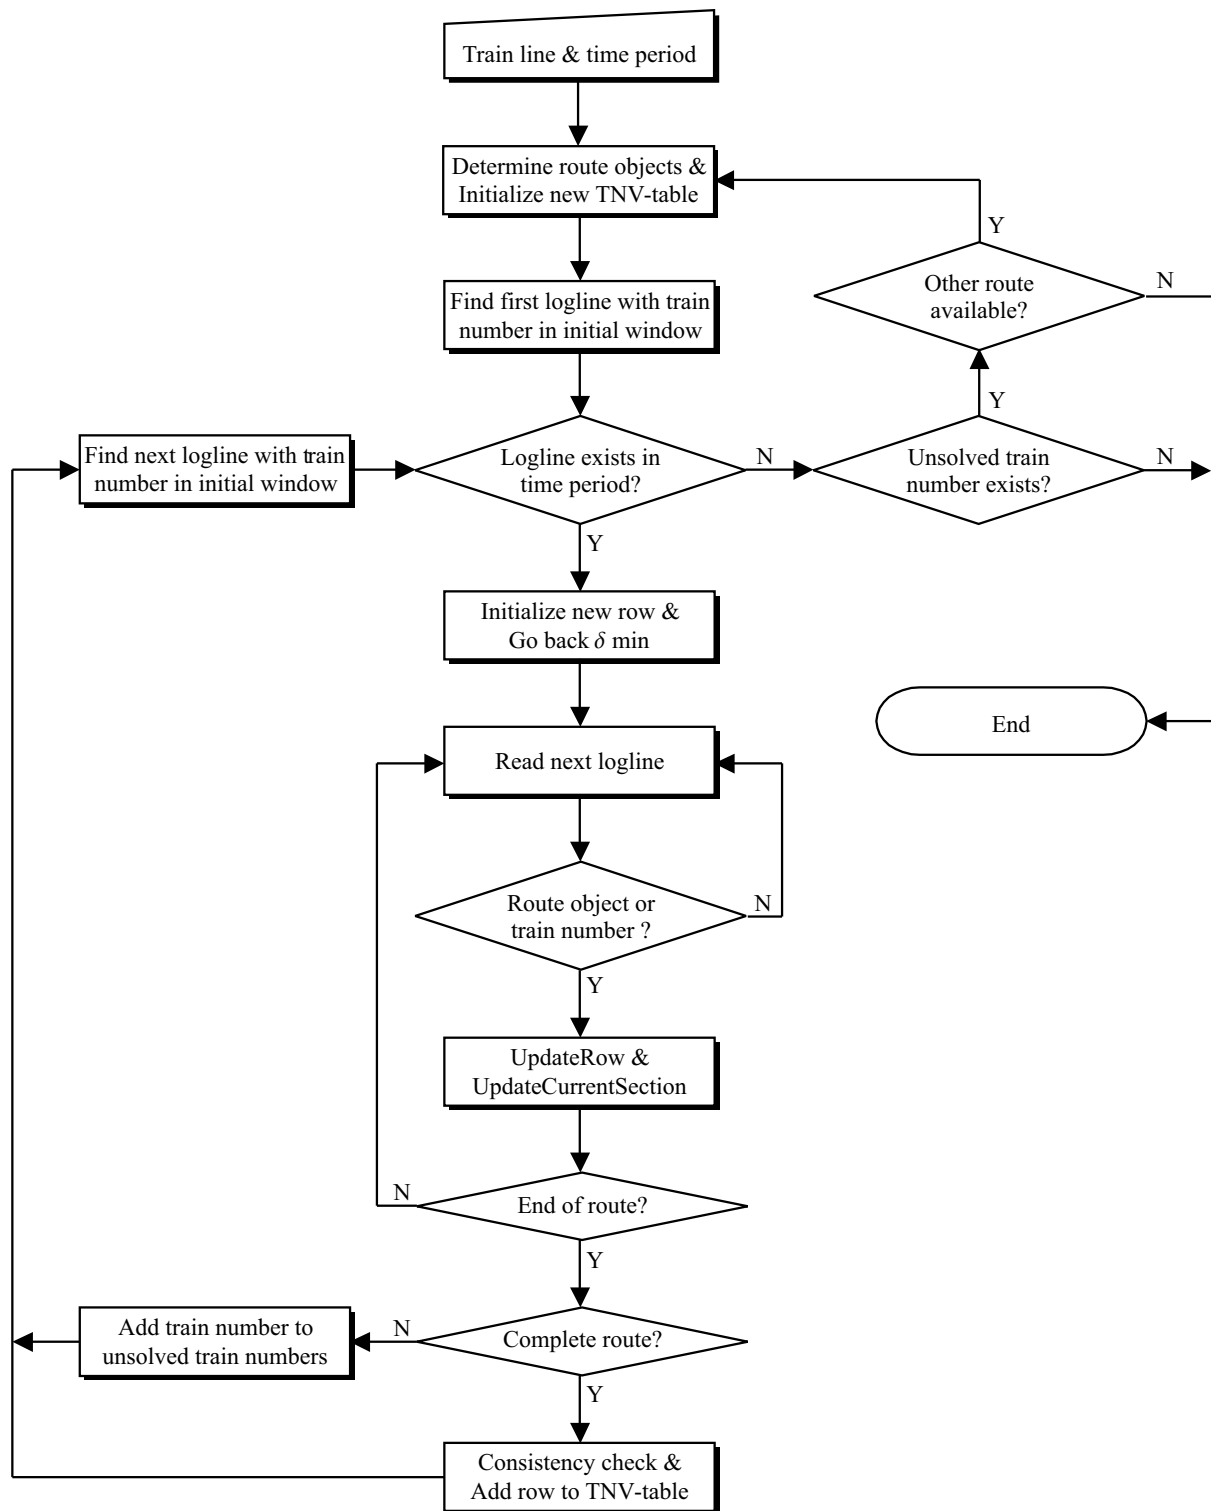 Train line & time period
Determine route objects &
Initialize new TNV-table
Y
Other route
available?
N
Find first logline with train
number in initial window
Y
Find next logline with train
number in initial window
Logline exists in
time period?
N
Unsolved train
number exists?
N
Y
Initialize new row &
Go back δ min
End
Read next logline
Route object or
train number ?
N
Y
UpdateRow &
UpdateCurrentSection
N
End of route?
Y
Add train number to
unsolved train numbers
N
Complete route?
Y
Consistency check &
Add row to TNV-table